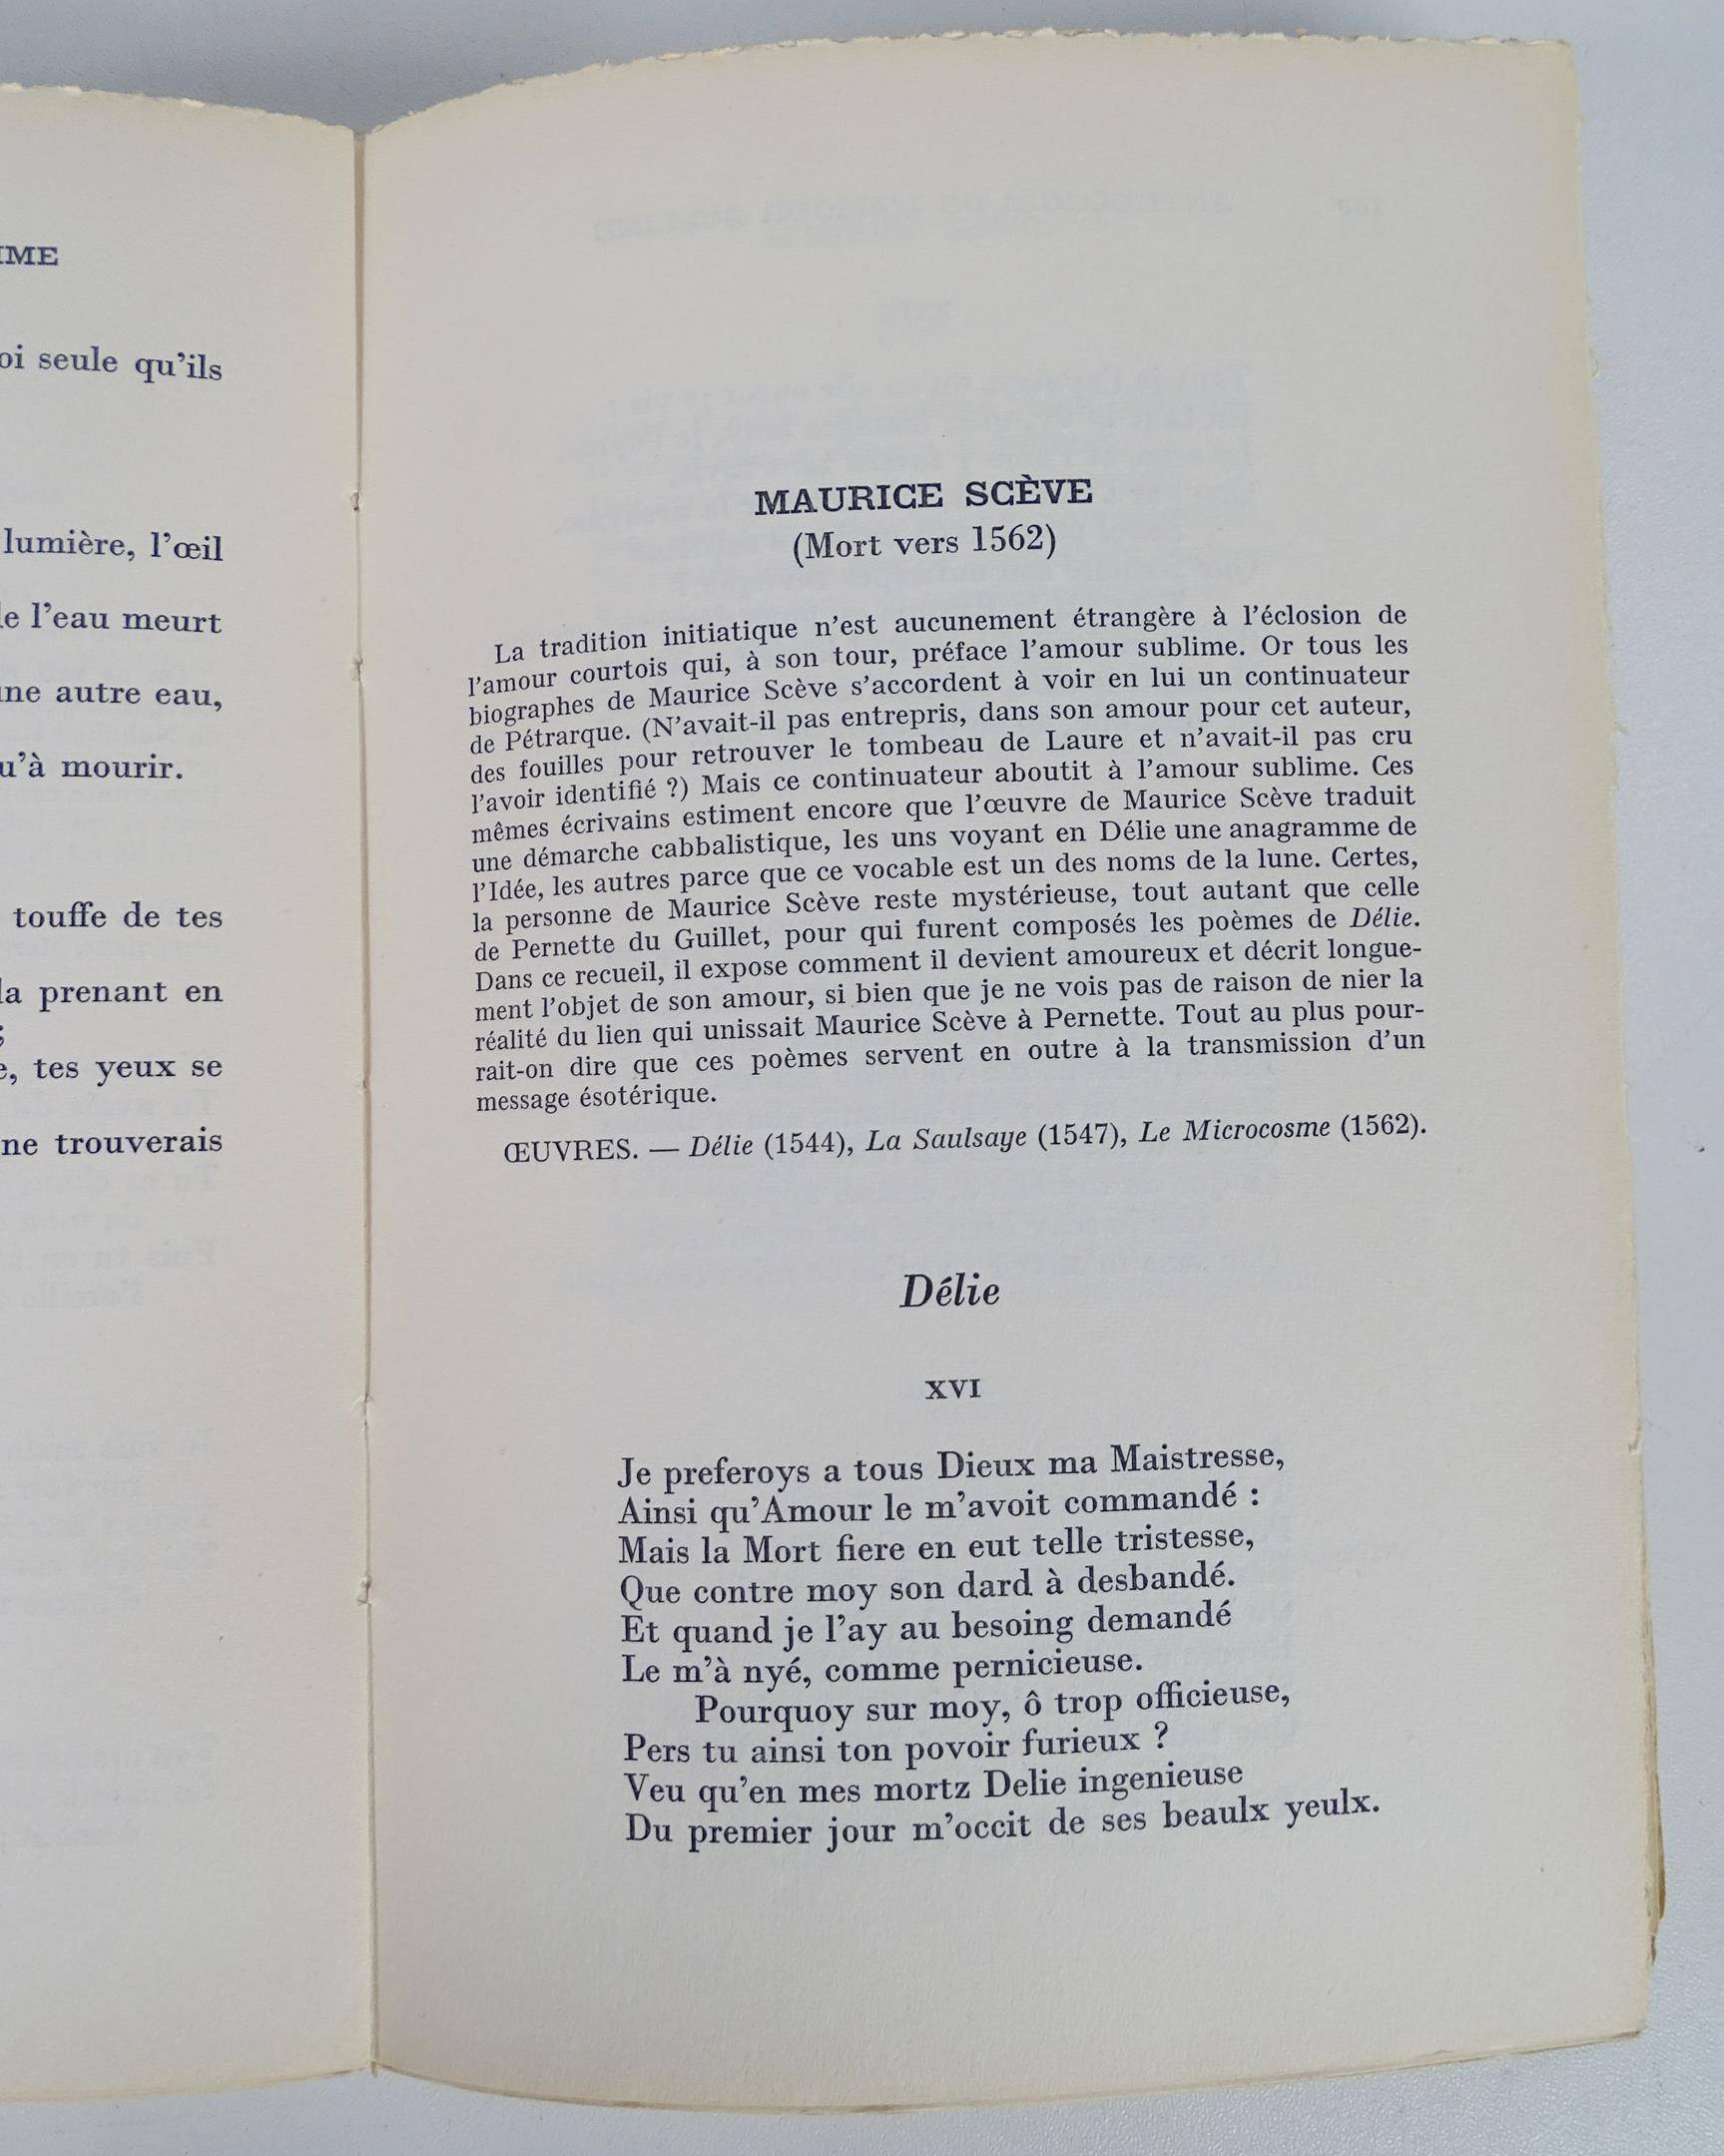 IME
oi seule qu'ils
lumière, l'œil
le l'eau meurt
une autre eau,
u'à mourir.
touffe de tes
la prenant en
;
e, tes yeux se
ne trouverais
MAURICE SCÈVE
(Mort vers 1562)
La tradition initiatique n'est aucunement étrangère à l'éclosion de
l'amour courtois qui, à son tour, préface l'amour sublime. Or tous les
biographes de Maurice Scève s'accordent à voir en lui un continuateur
de Pétrarque. (N'avait-il pas entrepris, dans son amour pour cet auteur,
des fouilles pour retrouver le tombeau de Laure et n'avait-il pas cru
l'avoir identifié ?) Mais ce continuateur aboutit à l'amour sublime. Ces
mêmes écrivains estiment encore que l'œuvre de Maurice Scève traduit
une démarche cabbalistique, les uns voyant en Délie une anagramme de
l'Idée, les autres parce que ce vocable est un des noms de la lune. Certes,
la personne de Maurice Scève reste mystérieuse, tout autant que celle
de Pernette du Guillet, pour qui furent composés les poèmes de Délie.
Dans ce recueil, il expose comment il devient amoureux et décrit longue-
ment l'objet de son amour, si bien que je ne vois pas de raison de nier la
réalité du lien qui unissait Maurice Scève à Pernette. Tout au plus pour-
rait-on dire que ces poèmes servent en outre à la transmission d'un
message ésotérique.
ŒUVRES. — Délie (1544), La Saulsaye (1547), Le Microcosme (1562).
Délie
XVI
Je preferoys a tous Dieux ma Maistresse,
Ainsi qu'Amour le m'avoit commandé :
Mais la Mort fiere en eut telle tristesse,
Que contre moy son dard à desbandé.
Et quand je l'ay au besoing demandé
Le m'à nyé, comme pernicieuse.
Pourquoy sur moy, ô trop officieuse,
Pers tu ainsi ton povoir furieux ?
Veu qu'en mes mortz Delie ingenieuse
Du premier jour m'occit de ses beaulx yeulx.